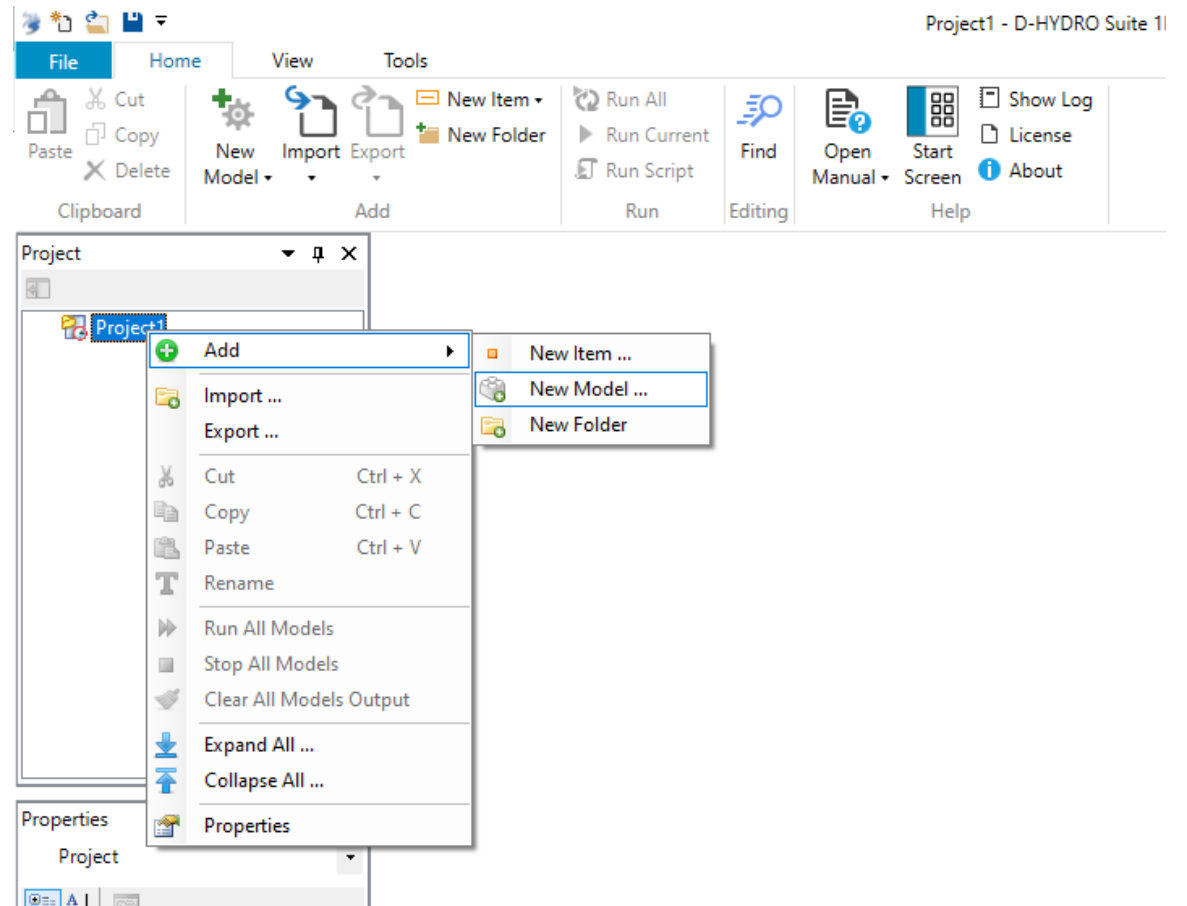 Project1 - D-HYDRO Suite 1
File Home View Tools
Paste
Cut
Copy
Delete
Clipboard
New Model
Import
Export
New Item
New Folder
Add
Run All
Run Current
Run Script
Run
Find
Editing
Open Manual
Start Screen
Show Log
License
About
Help
Project
Project1
Add
Import ...
Export ...
Cut Ctrl + X
Copy Ctrl + C
Paste Ctrl + V
Rename
Run All Models
Stop All Models
Clear All Models Output
Expand All ...
Collapse All ...
Properties
New Item ...
New Model ...
New Folder
Properties
Project